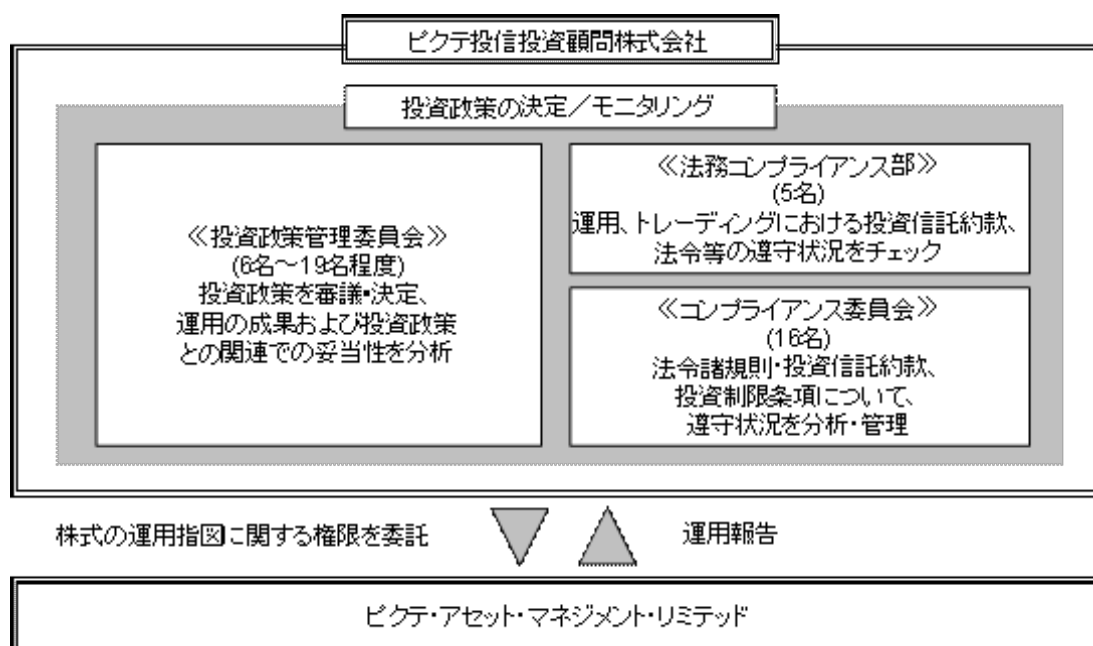 ピクテ投信投資顧問株式会社
投資政策の決定／モニタリング
≪投資政策管理委員会≫
(6名～19名程度)
投資政策を審議・決定、
運用の成果および投資政策
との関連での妥当性を分析
≪法務コンプライアンス部≫
(5名)
運用、トレーディングにおける投資信託約款、
法令等の遵守状況をチェック
≪コンプライアンス委員会≫
(16名)
法令諸規則・投資信託約款、
投資制限条項について、
遵守状況を分析・管理
株式の運用指図に関する権限を委託
運用報告
ピクテ・アセット・マネジメント・リミテッド